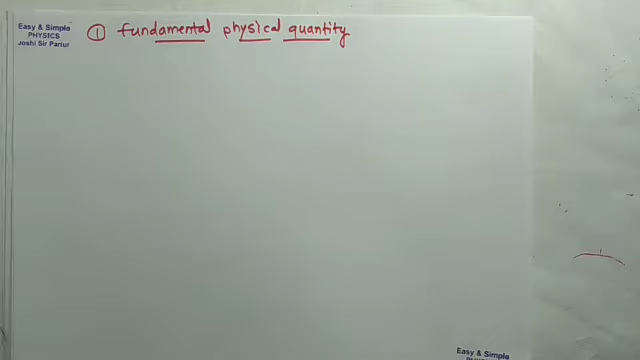 Easy & Simple
PHYSICS
Joshi Sir Partur
① fundamental physical quantity
Easy & Simple